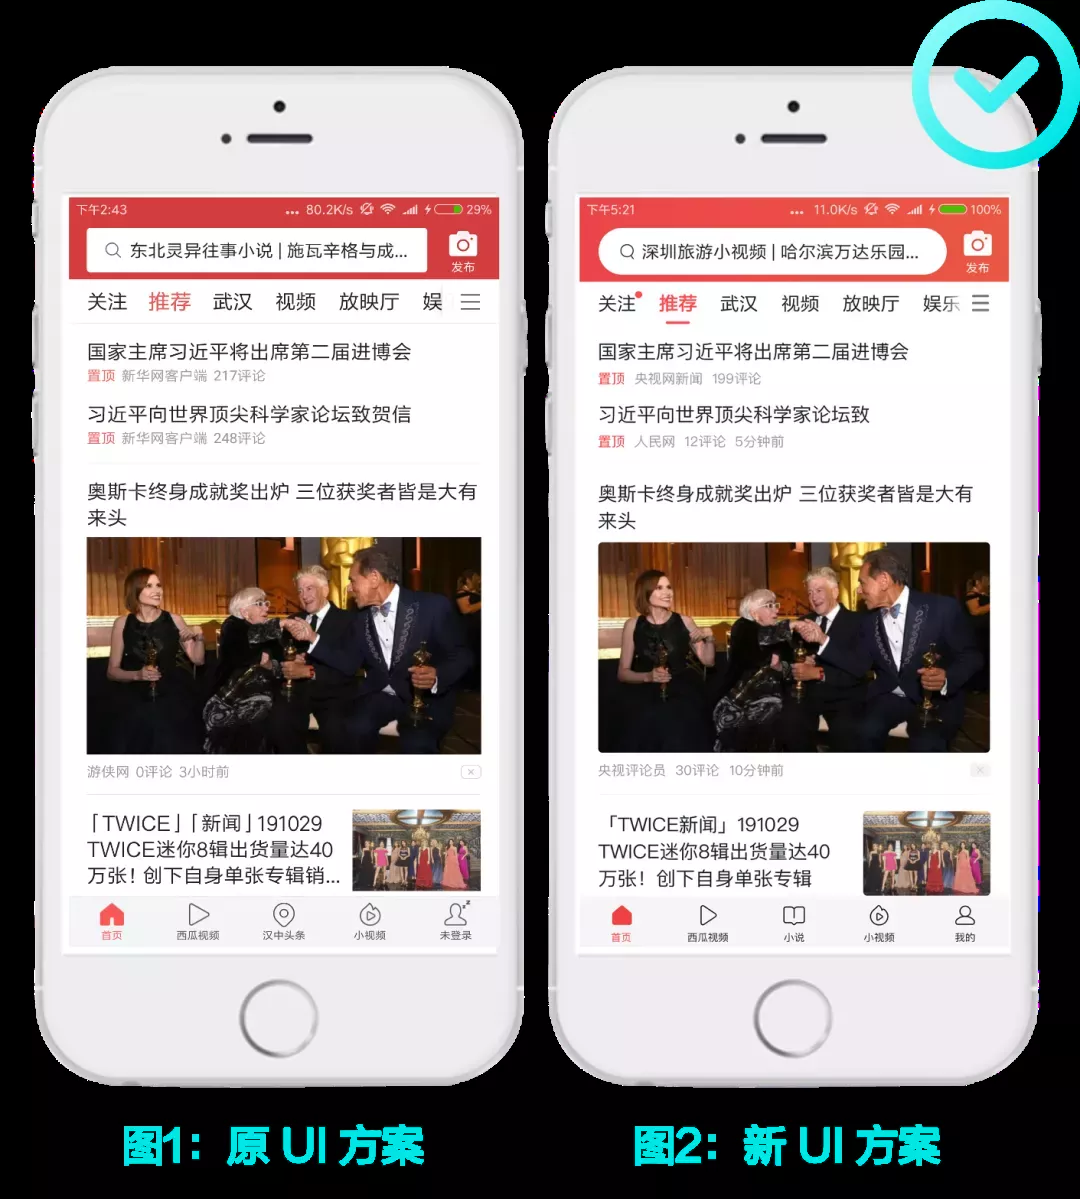 下午2:43
... 80.2K/s 29%
东北灵异往事小说 | 施瓦辛格与成...
发布
关注 推荐 武汉 视频 放映厅 娱
国家主席习近平将出席第二届进博会
置顶 新华网客户端 217评论
习近平向世界顶尖科学家论坛致贺信
置顶 新华网客户端 248评论
奥斯卡终身成就奖出炉 三位获奖者皆是大有
来头
游侠网 0评论 3小时前
「TWICE」「新闻」191029
TWICE迷你8辑出货量达40
万张！创下自身单张专辑销...
首页 西瓜视频 汉中头条 小视频 未登录
图1：原 UI 方案
下午5:21
... 11.0K/s 100%
深圳旅游小视频 | 哈尔滨万达乐园...
发布
关注 推荐 武汉 视频 放映厅 娱乐
国家主席习近平将出席第二届进博会
置顶 央视网新闻 199评论
习近平向世界顶尖科学家论坛致
置顶 人民网 12评论 5分钟前
奥斯卡终身成就奖出炉 三位获奖者皆是大有
来头
央视评论员 30评论 10分钟前
「TWICE新闻」191029
TWICE迷你8辑出货量达40
万张！创下自身单张专辑
首页 西瓜视频 小说 小视频 我的
图2：新 UI 方案